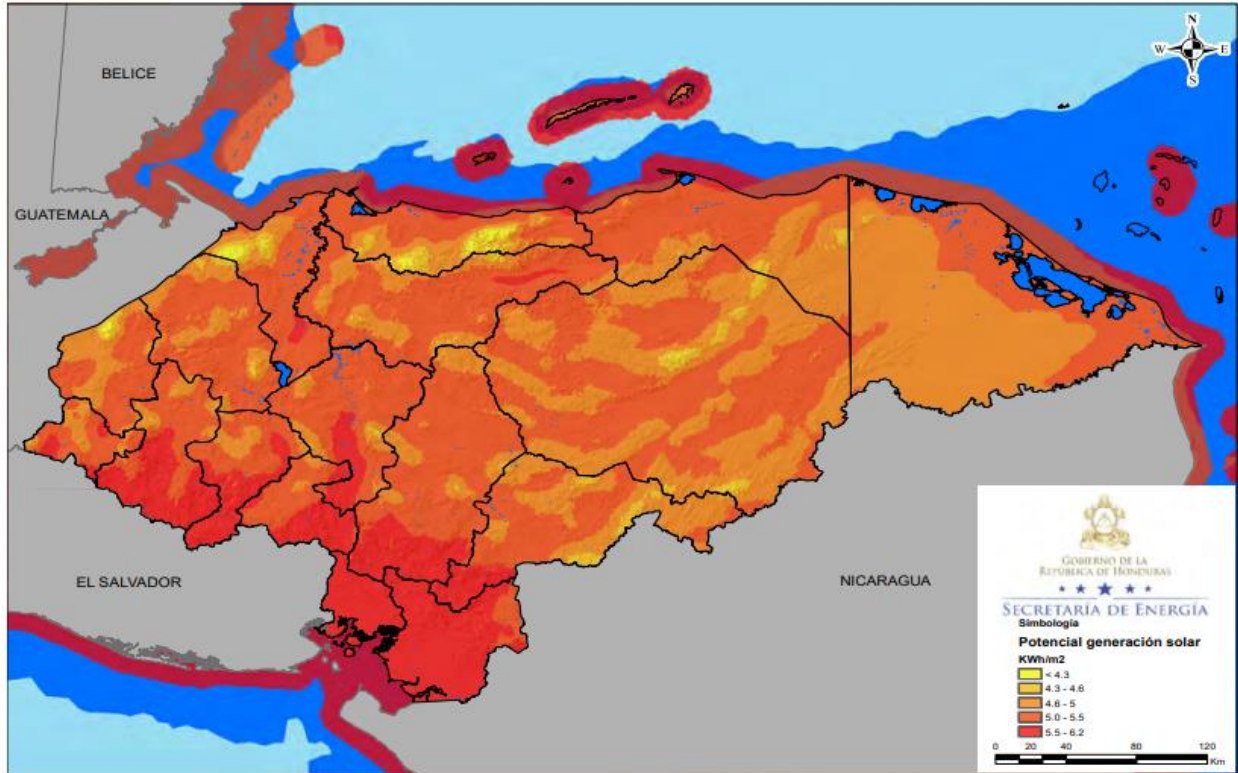 N
W E
S
BELICE
GUATEMALA
EL SALVADOR
NICARAGUA
GOBIERNO DE LA
REPÚBLICA DE HONDURAS
SECRETARÍA DE ENERGÍA
Simbología
Potencial generación solar
KWh/m2
< 4.3
4.3 - 4.6
4.6 - 5
5.0 - 5.5
5.5 - 6.2
0 20 40 80 120
Km